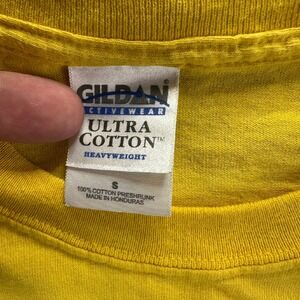 GILDAN
ACTIVEWEAR
ULTRA
COTTON™
HEAVYWEIGHT
S
100% COTTON PRESHRUNK
MADE IN HONDURAS